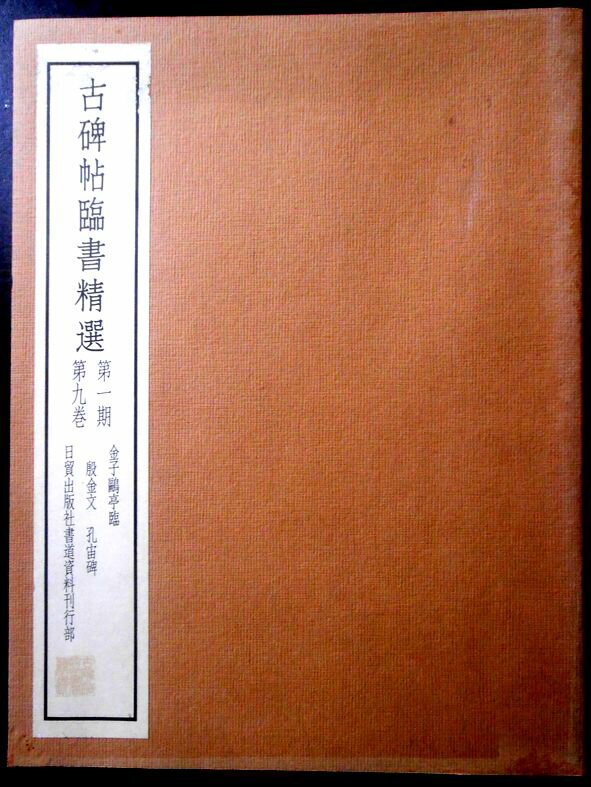 古碑帖臨書精選
第一期
第九巻
金子鷗亭臨
殷金文　孔宙碑
日貿出版社書道資料刊行部